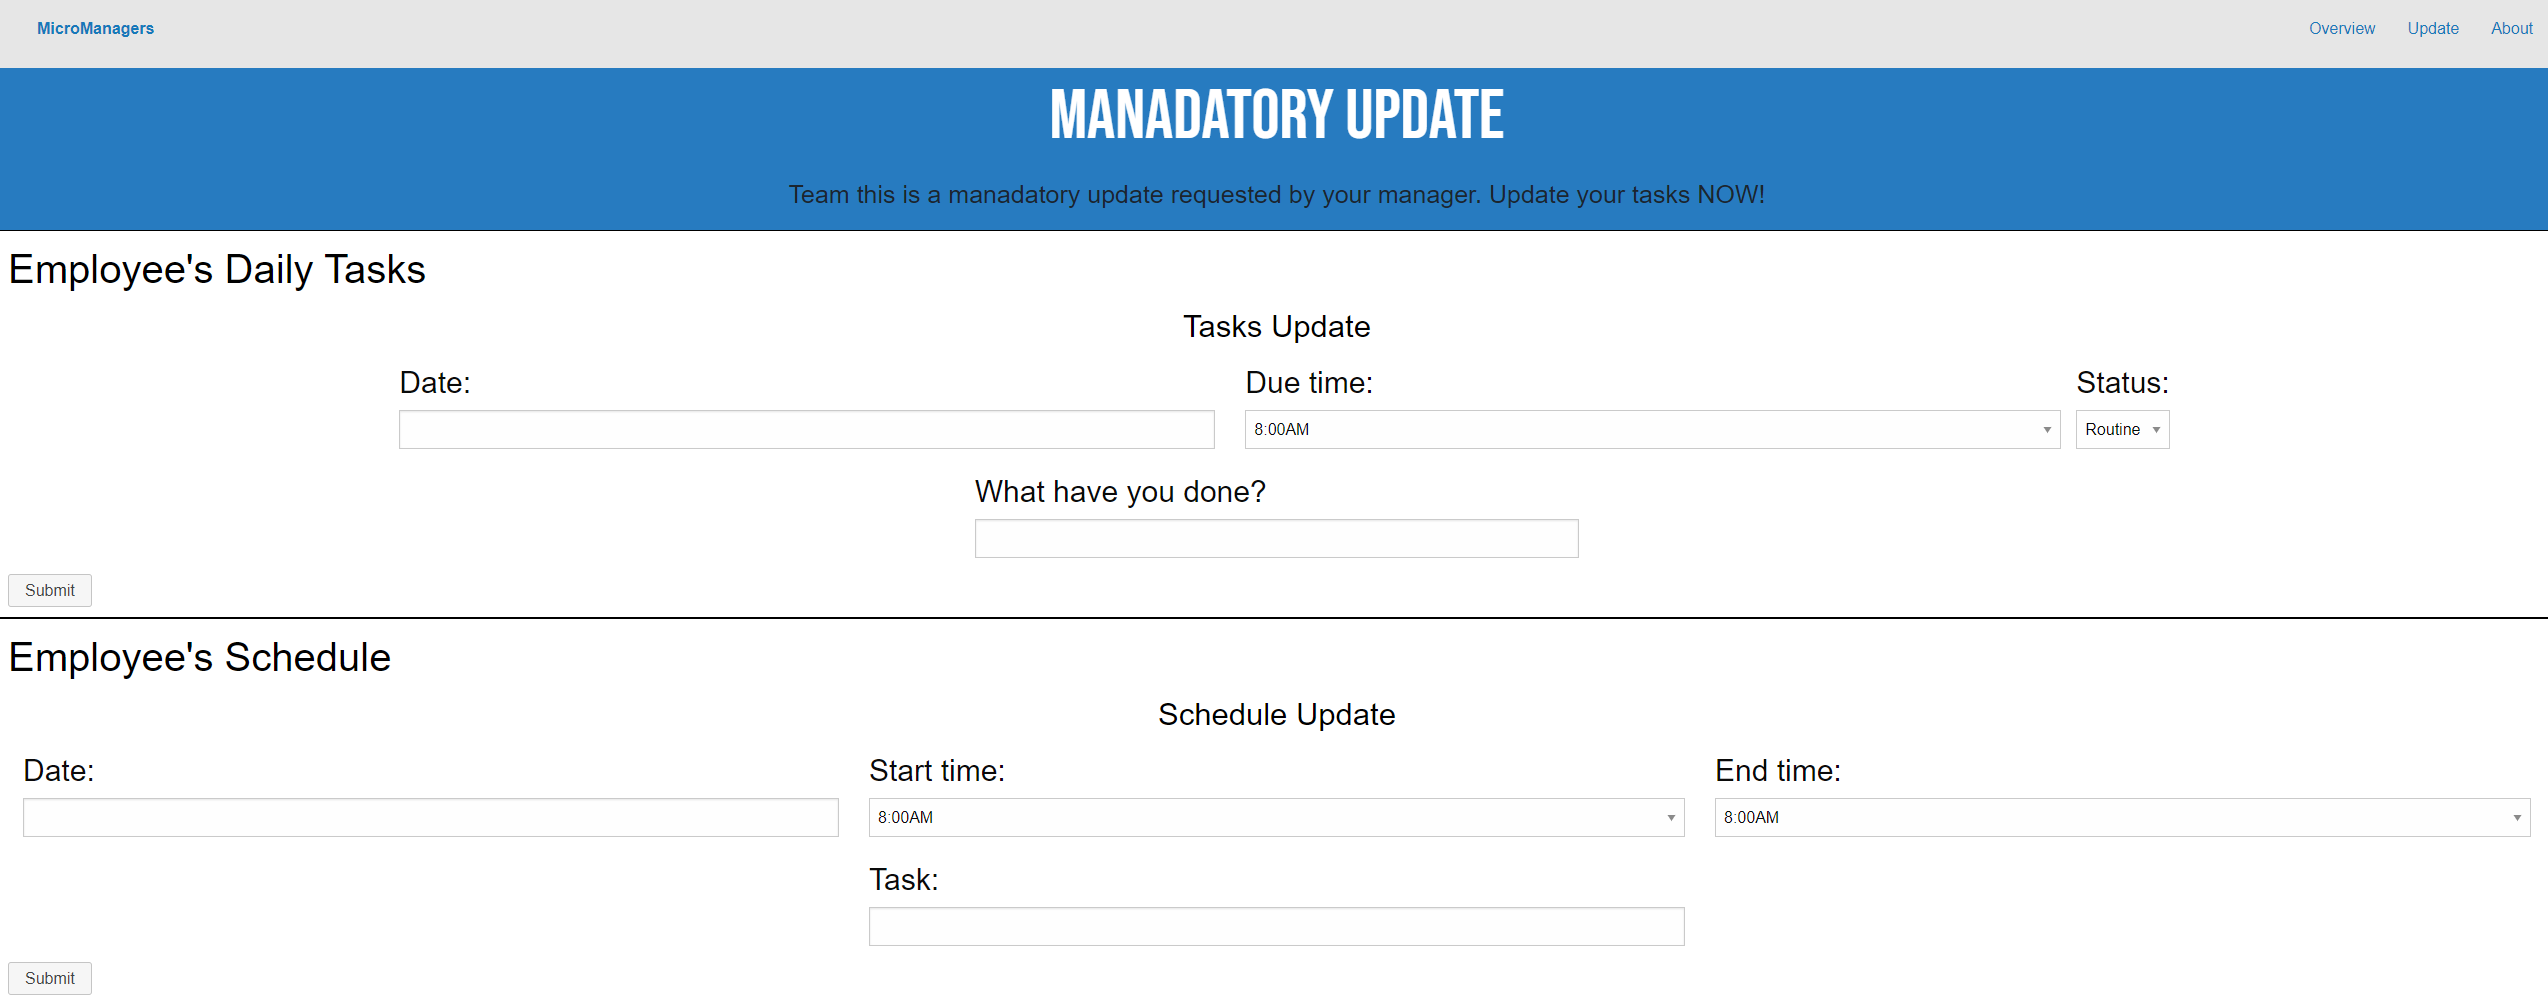 MicroManagers
Overview Update About
MANADATORY UPDATE
Team this is a manadatory update requested by your manager. Update your tasks NOW!
Employee's Daily Tasks
Tasks Update
Date: Due time: Status:
8:00AM Routine
What have you done?
Submit
Employee's Schedule
Schedule Update
Date: Start time: End time:
8:00AM 8:00AM
Task:
Submit